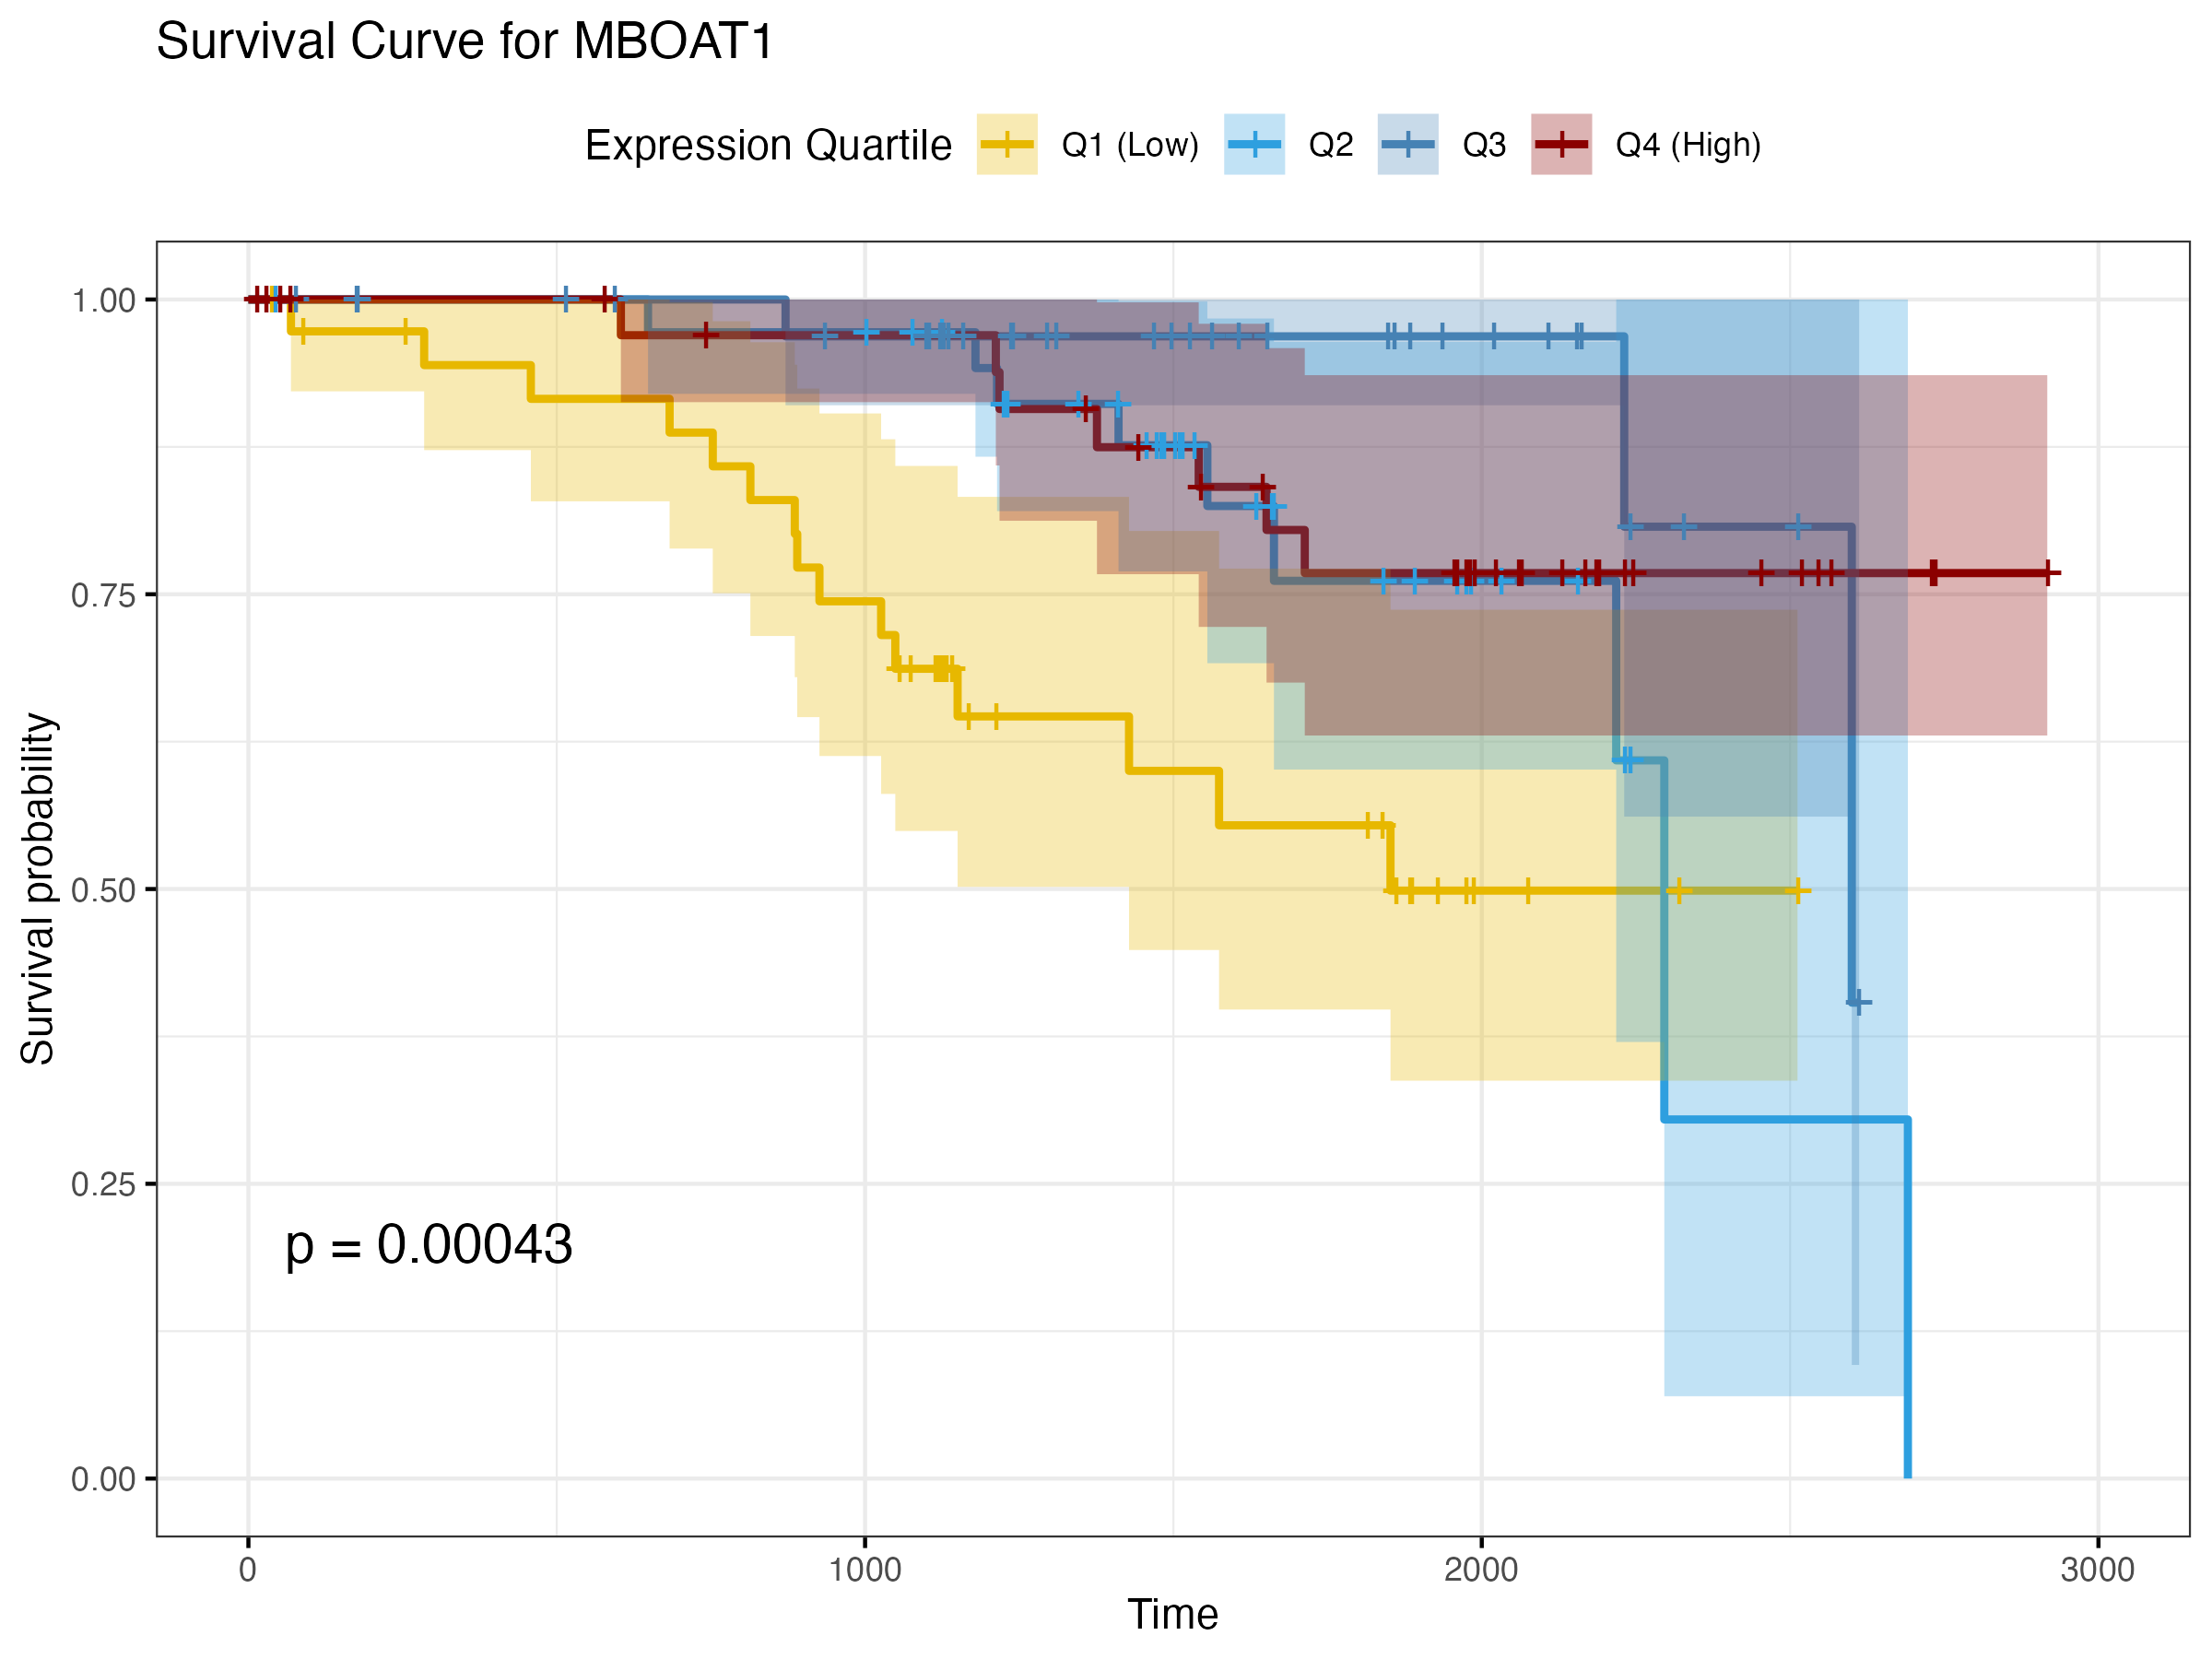 Survival Curve for MBOAT1
Expression Quartile Q1 (Low) Q2 Q3 Q4 (High)
1.00
0.75
0.50
0.25
0.00
Survival probability
p = 0.00043
0 1000 2000 3000
Time